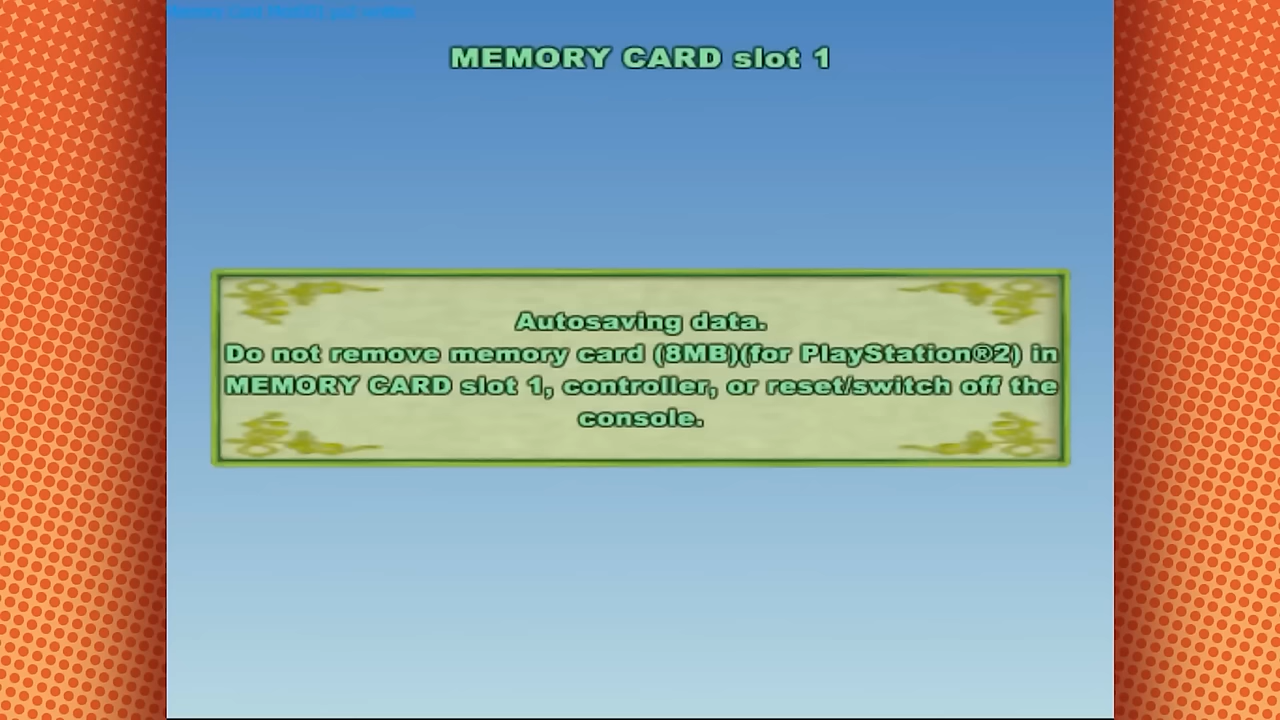 MEMORY CARD slot 1
Autosaving data.
Do not remove memory card (8MB)(for PlayStation®2) in
MEMORY CARD slot 1, controller, or reset/switch off the
console.